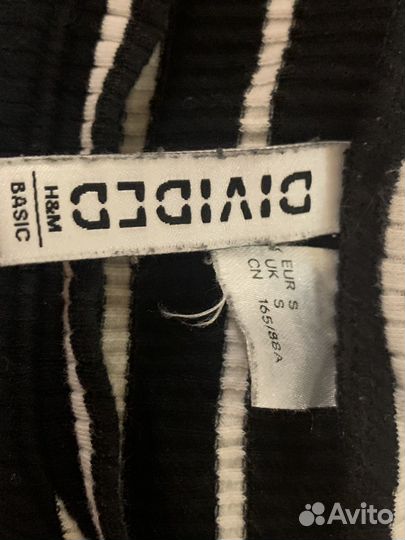 DIVIDED
H&M
BASIC
EUR S
UK S
CN 165/88A
Avito